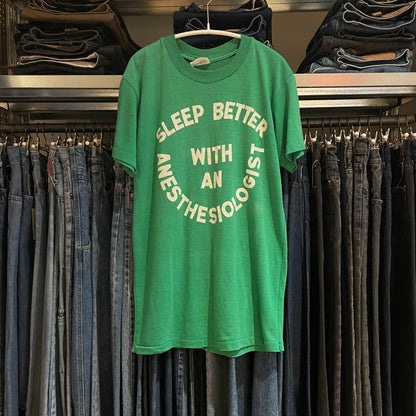 SLEEP BETTER
WITH
AN
ANESTHESIOLOGIST